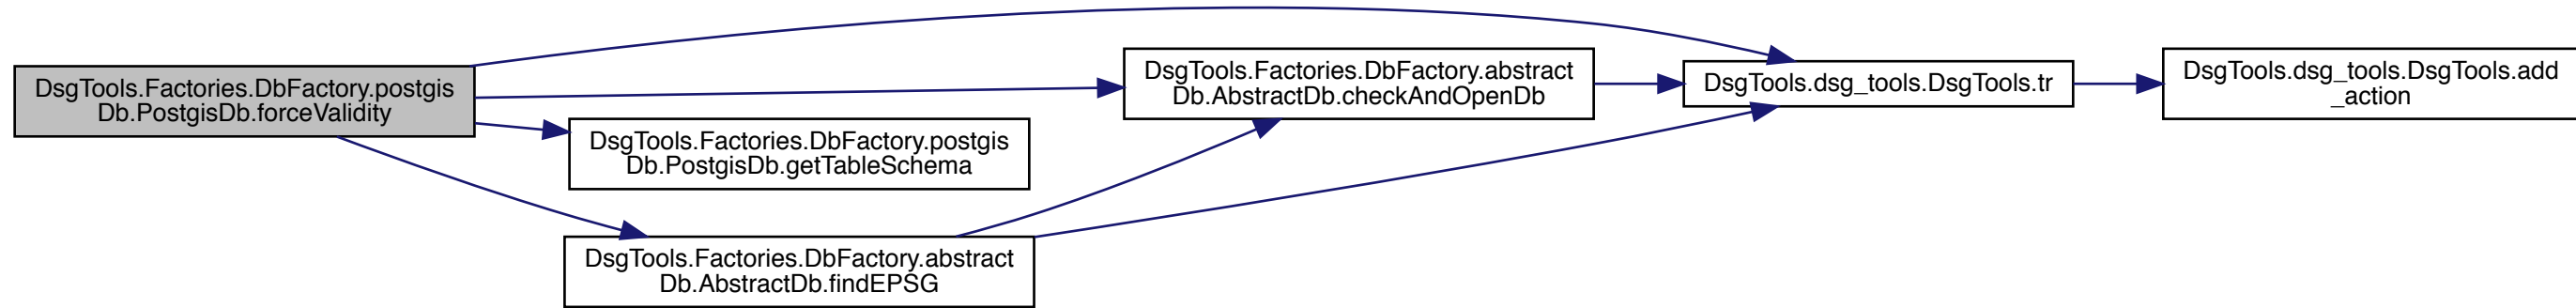 DsgTools.Factories.DbFactory.postgis
Db.PostgisDb.forceValidity
DsgTools.Factories.DbFactory.postgis
Db.PostgisDb.getTableSchema
DsgTools.Factories.DbFactory.abstract
Db.AbstractDb.findEPSG
DsgTools.Factories.DbFactory.abstract
Db.AbstractDb.checkAndOpenDb
DsgTools.dsg_tools.DsgTools.tr
DsgTools.dsg_tools.DsgTools.add
_action